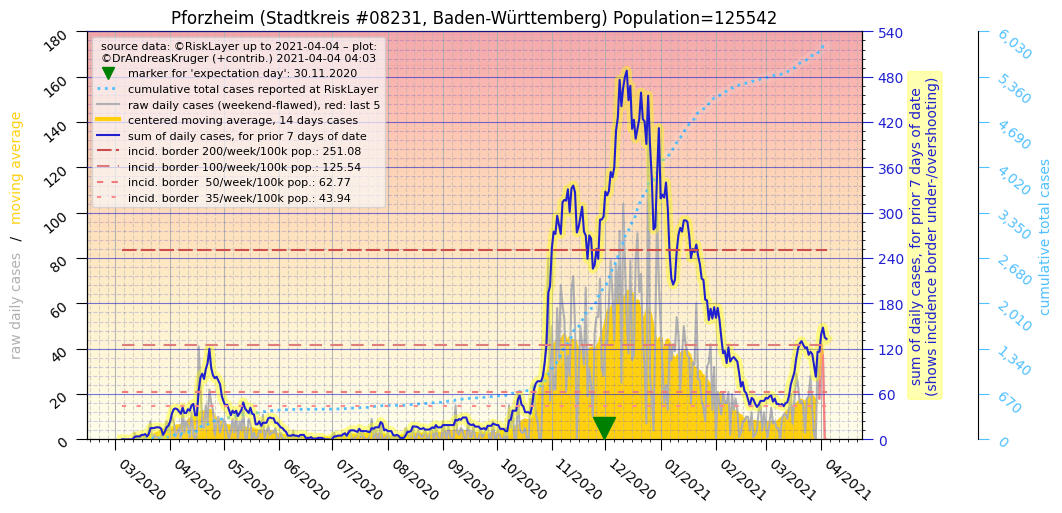 Pforzheim (Stadtkreis #08231, Baden-Württemberg) Population=125542
source data: ©RiskLayer up to 2021-04-04 – plot:
©DrAndreasKruger (+contrib.) 2021-04-04 04:03
marker for 'expectation day': 30.11.2020
cumulative total cases reported at RiskLayer
raw daily cases (weekend-flawed), red: last 5
centered moving average, 14 days cases
sum of daily cases, for prior 7 days of date
incid. border 200/week/100k pop.: 251.08
incid. border 100/week/100k pop.: 125.54
incid. border  50/week/100k pop.: 62.77
incid. border  35/week/100k pop.: 43.94
raw daily cases / moving average
180
160
140
120
100
80
60
40
20
0
03/2020
04/2020
05/2020
06/2020
07/2020
08/2020
09/2020
10/2020
11/2020
12/2020
01/2021
02/2021
03/2021
04/2021
540
480
420
360
300
240
180
120
60
0
sum of daily cases, for prior 7 days of date
(shows incidence border under-/overshooting)
6,030
5,360
4,690
4,020
3,350
2,680
2,010
1,340
670
0
cumulative total cases